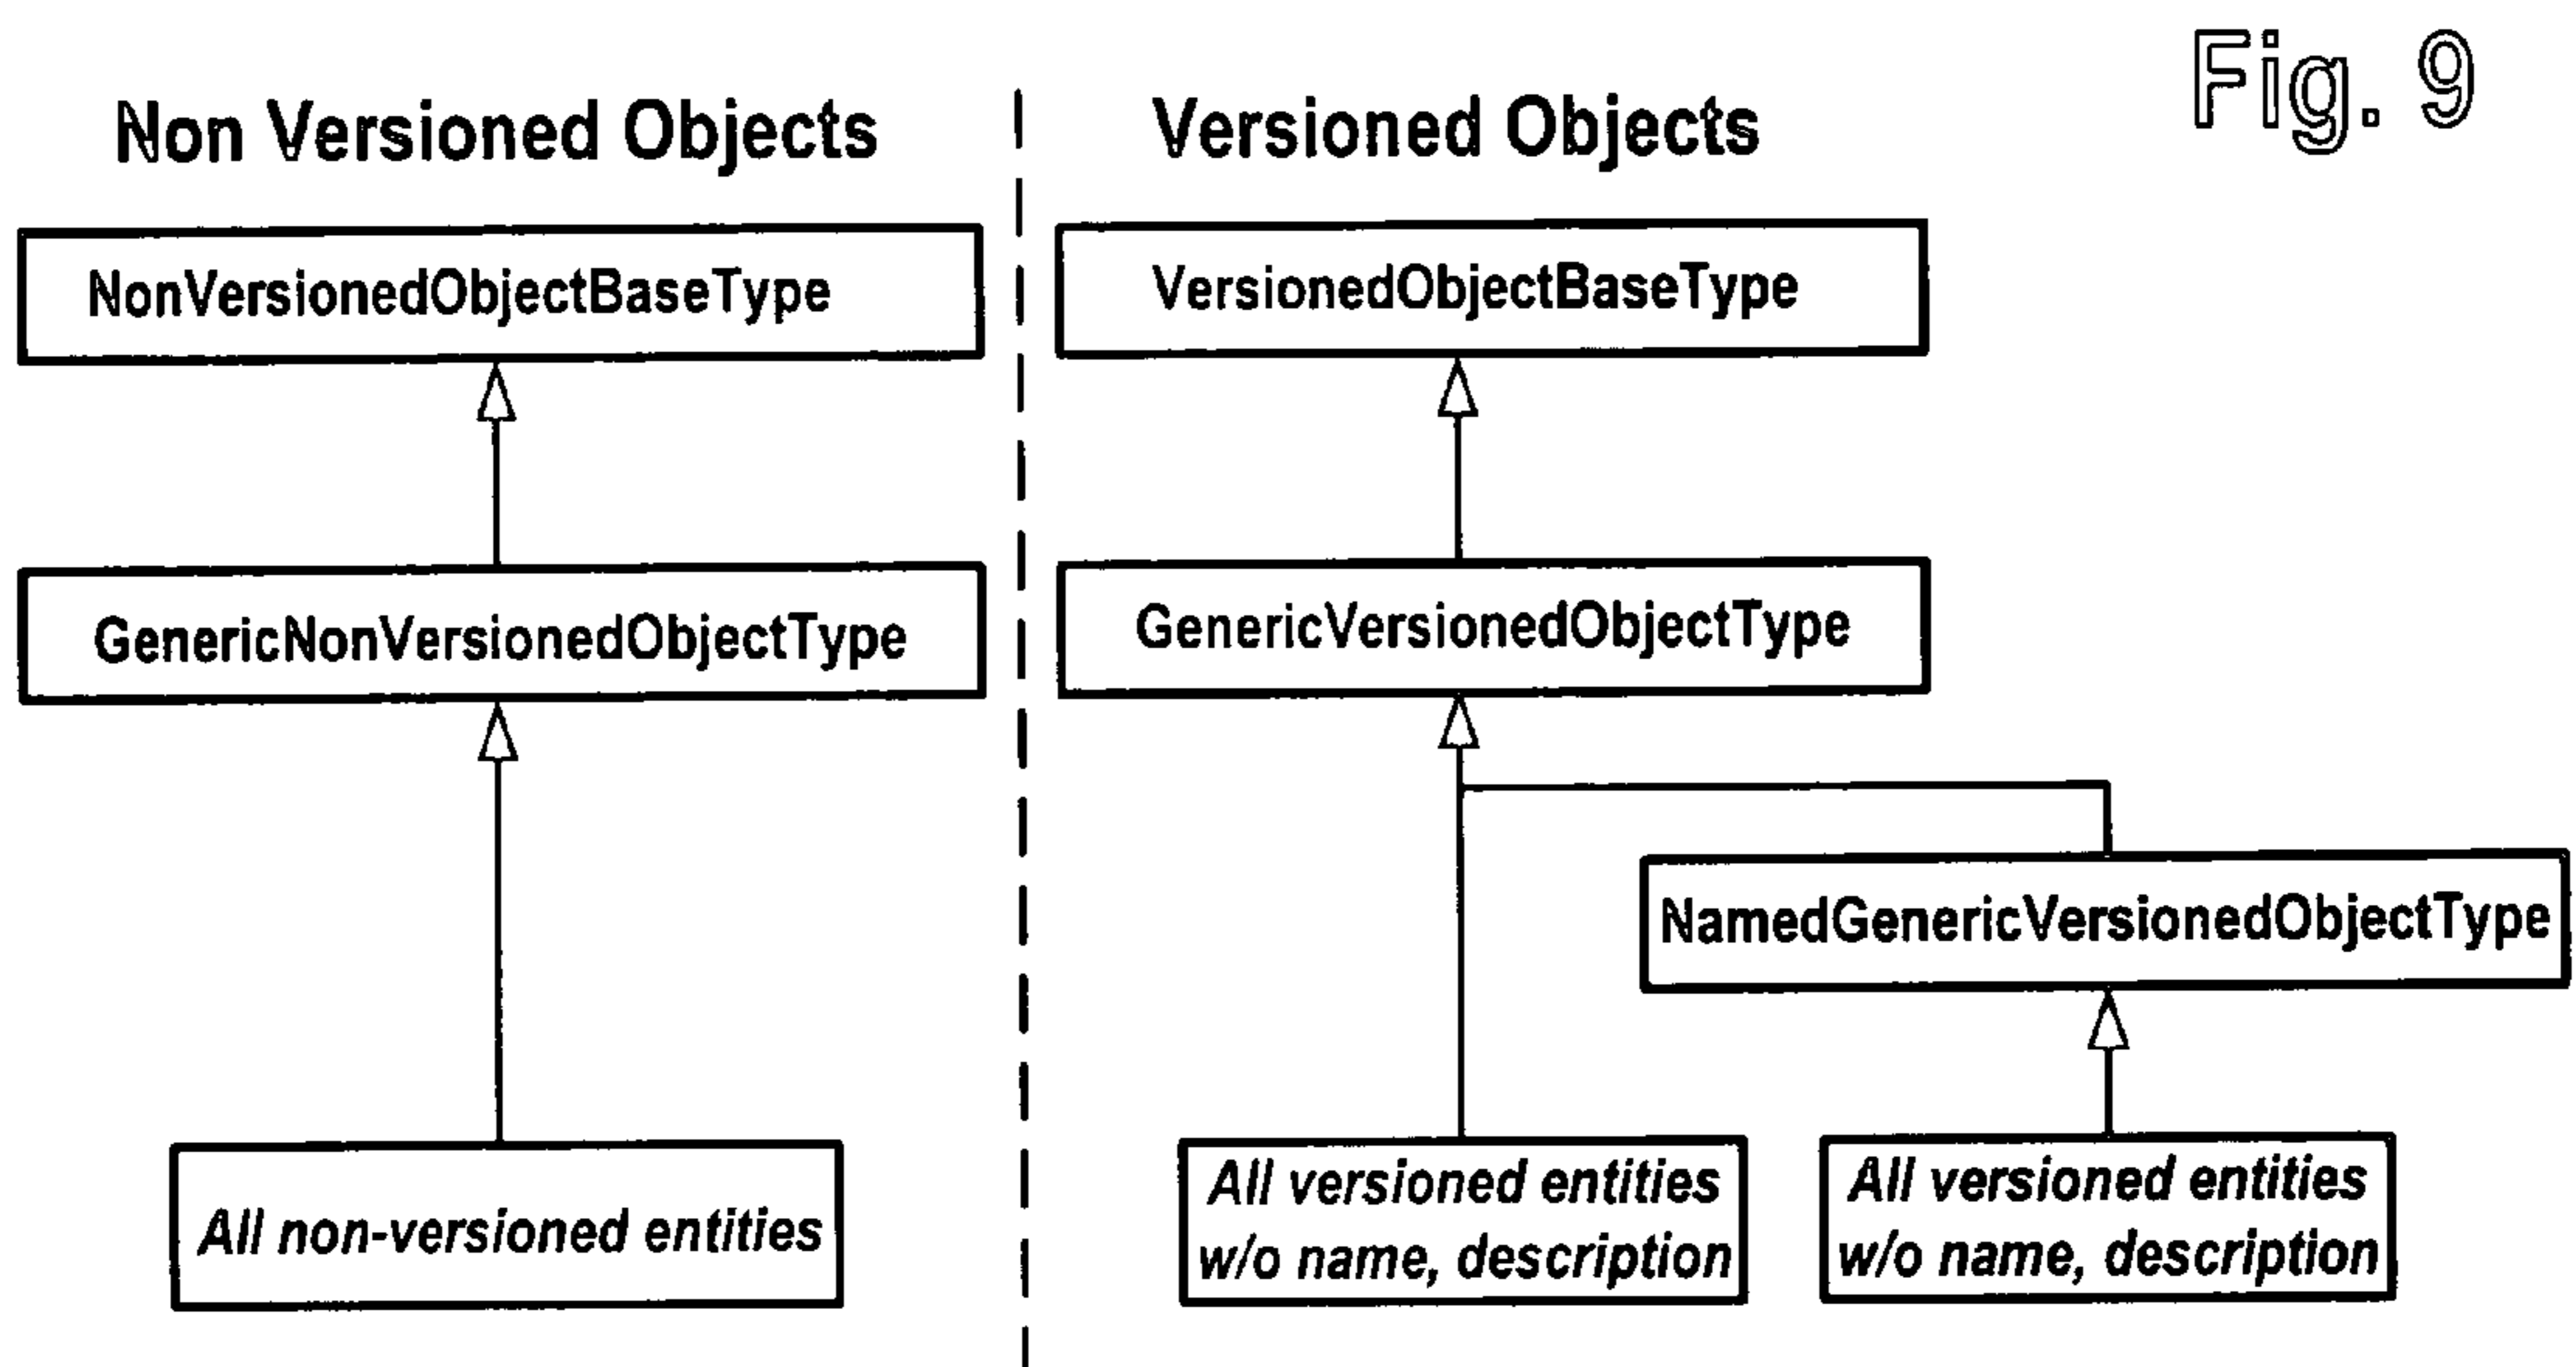 Fig. 9
Non Versioned Objects
NonVersionedObjectBaseType
GenericNonVersionedObjectType
All non-versioned entities
Versioned Objects
VersionedObjectBaseType
GenericVersionedObjectType
NamedGenericVersionedObjectType
All versioned entities
w/o name, description
All versioned entities
w/o name, description